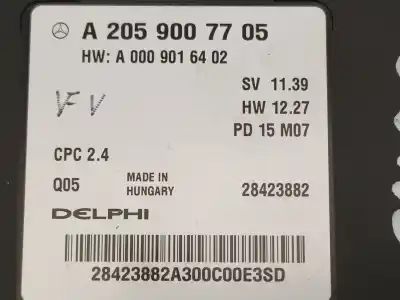 A 205 900 77 05
HW: A 000 901 64 02
SV 11.39
VFV
HW 12.27
PD 15 M07
CPC 2.4
Q05
MADE IN
HUNGARY
28423882
DELPHI
28423882A300C00E3SD